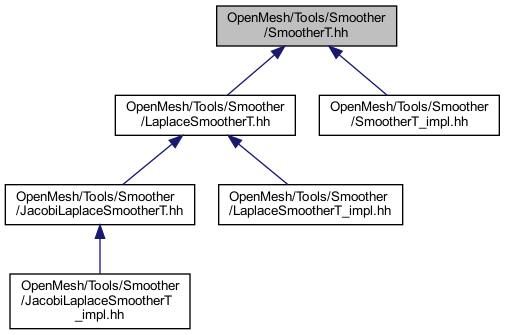 OpenMesh/Tools/Smoother
/SmootherT.hh
OpenMesh/Tools/Smoother
/LaplaceSmootherT.hh
OpenMesh/Tools/Smoother
/SmootherT_impl.hh
OpenMesh/Tools/Smoother
/JacobiLaplaceSmootherT.hh
OpenMesh/Tools/Smoother
/LaplaceSmootherT_impl.hh
OpenMesh/Tools/Smoother
/JacobiLaplaceSmootherT
_impl.hh